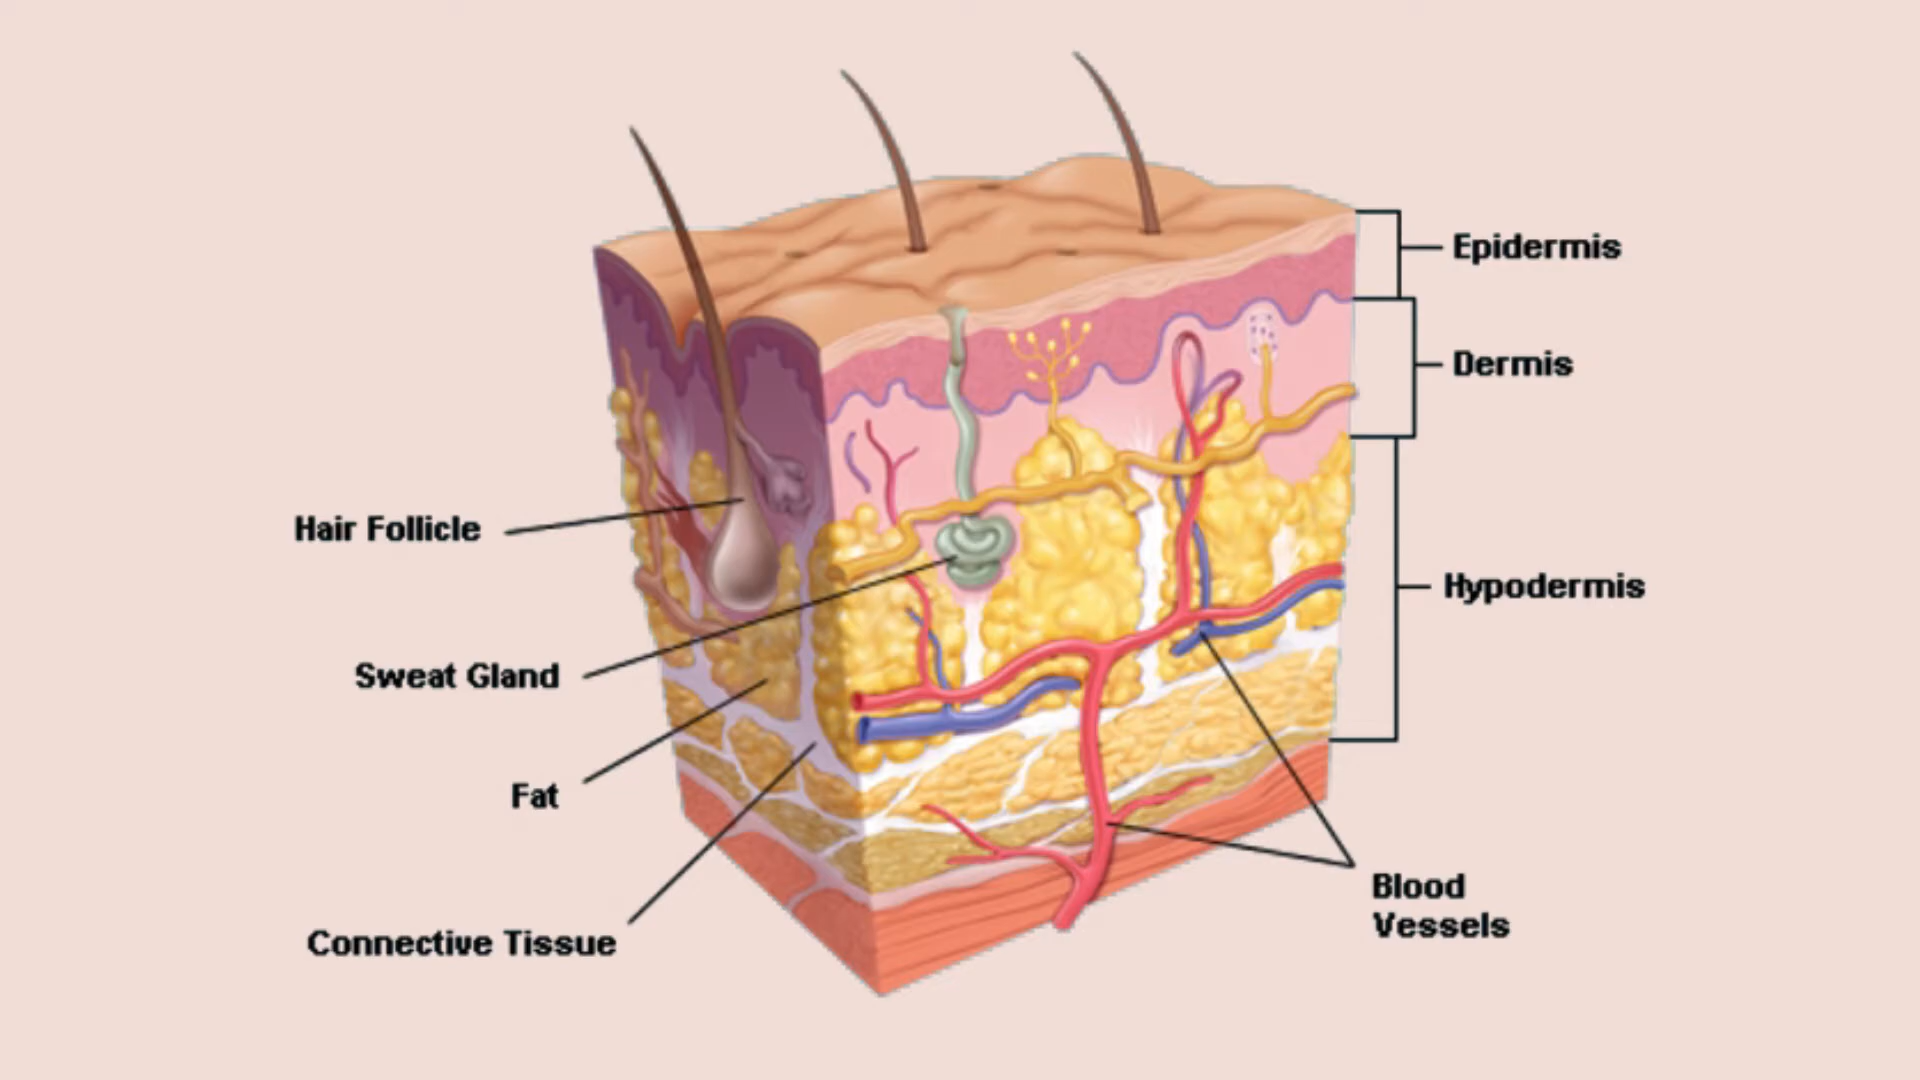 Epidermis
Dermis
Hair Follicle
Hypodermis
Sweat Gland
Fat
Blood
Vessels
Connective Tissue